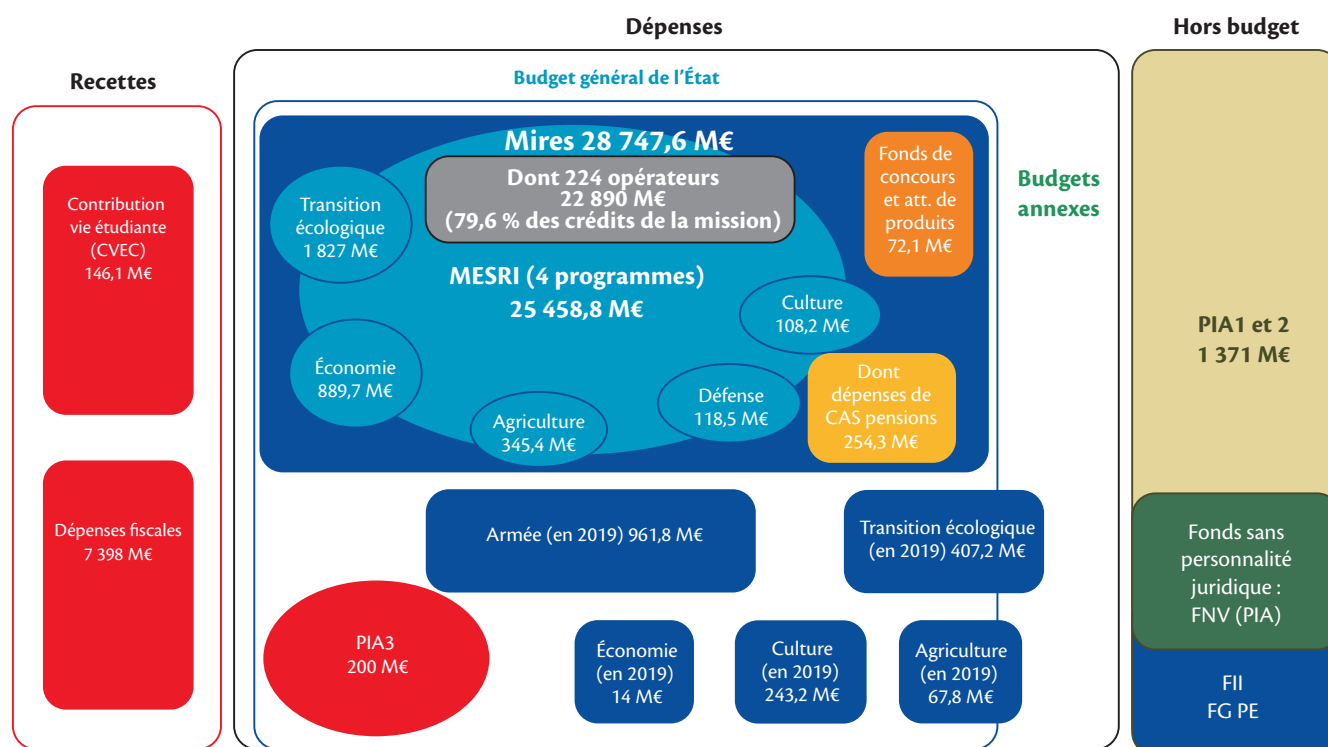 Dépenses
Hors budget
Recettes
Budget général de l’État
Mires 28 747,6 M€
Dont 224 opérateurs
22 890 M€
(79,6 % des crédits de la mission)
Fonds de
concours
et att. de
produits
72,1 M€
Budgets
annexes
Contribution
vie étudiante
(CVEC)
146,1 M€
Transition
écologique
1 827 M€
MESRI (4 programmes)
25 458,8 M€
Culture
108,2 M€
PIA1 et 2
1 371 M€
Économie
889,7 M€
Agriculture
345,4 M€
Défense
118,5 M€
Dont
dépenses de
CAS pensions
254,3 M€
Dépenses fiscales
7 398 M€
Armée (en 2019) 961,8 M€
Transition écologique
(en 2019) 407,2 M€
Fonds sans
personnalité
juridique :
FNV (PIA)
PIA3
200 M€
Économie
(en 2019)
14 M€
Culture
(en 2019)
243,2 M€
Agriculture
(en 2019)
67,8 M€
FII
FG PE